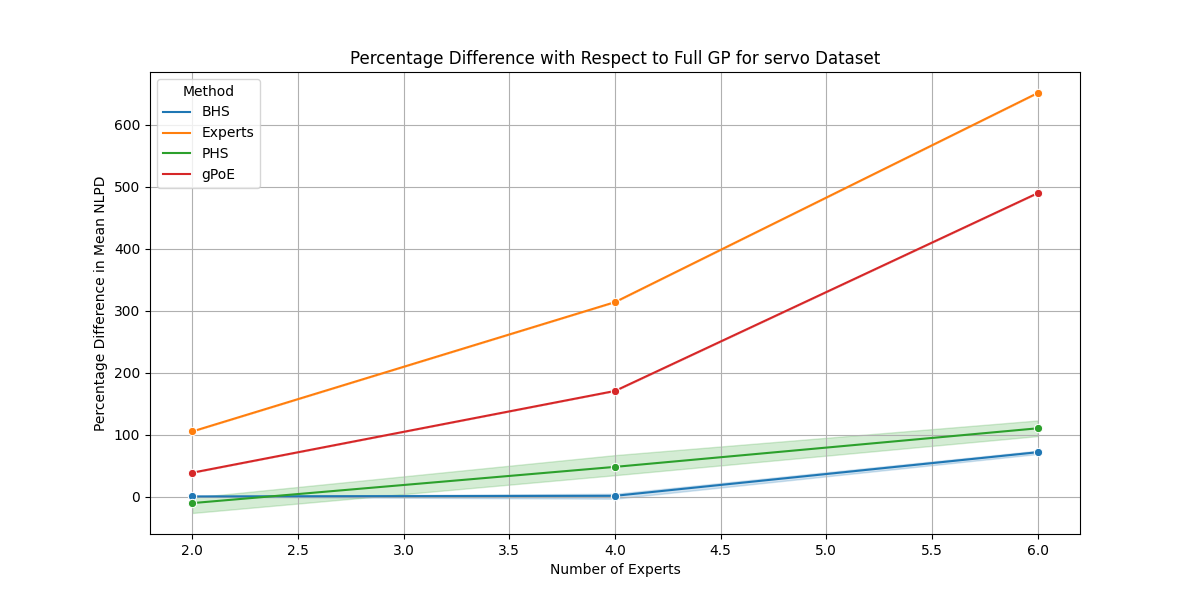 Percentage Difference with Respect to Full GP for servo Dataset
Method
BHS
Experts
PHS
gPoE
Percentage Difference in Mean NLPD
600
500
400
300
200
100
0
2.0 2.5 3.0 3.5 4.0 4.5 5.0 5.5 6.0
Number of Experts